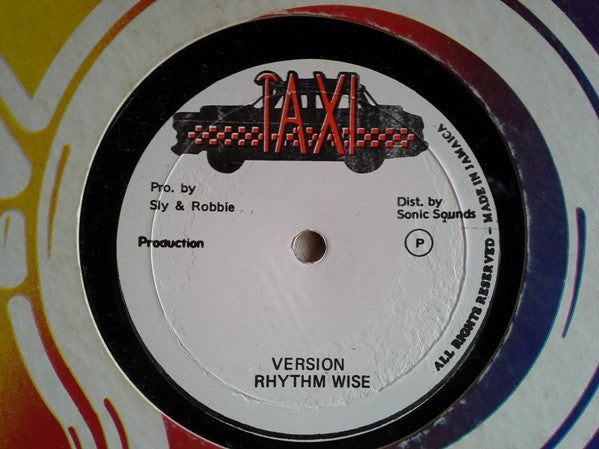 TAXI
Pro. by
Sly & Robbie
Dist. by
Sonic Sounds
Production
P
VERSION
RHYTHM WISE
ALL RIGHTS RESERVED - MADE IN JAMAICA